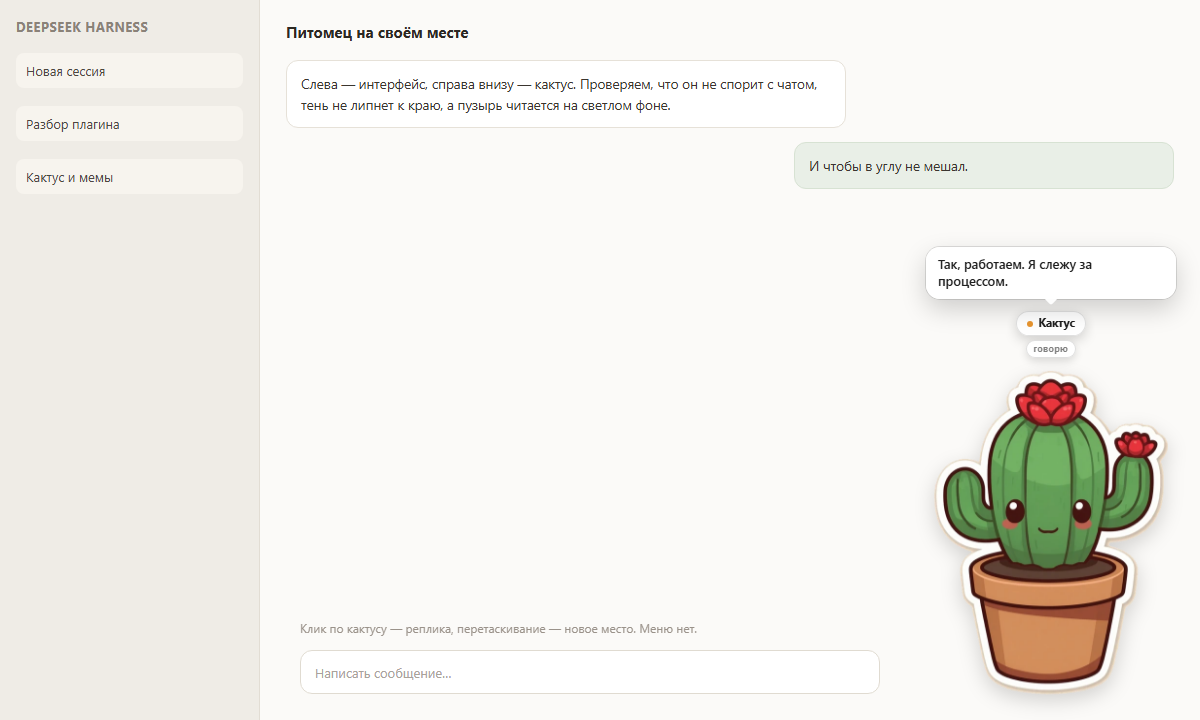 DEEPSEEK HARNESS
Новая сессия
Разбор плагина
Кактус и мемы
Питомец на своём месте
Слева — интерфейс, справа внизу — кактус. Проверяем, что он не спорит с чатом,
тень не липнет к краю, а пузырь читается на светлом фоне.
И чтобы в углу не мешал.
Так, работаем. Я слежу за
процессом.
Кактус
говорю
Клик по кактусу — реплика, перетаскивание — новое место. Меню нет.
Написать сообщение...